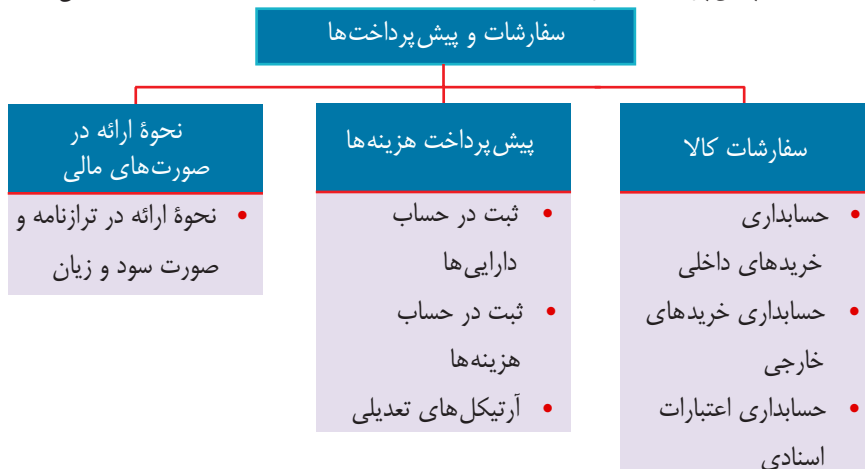 سفارشات و پیش‌پرداخت‌ها
سفارشات کالا
• حسابداری
خریدهای داخلی
• حسابداری خریدهای
خارجی
• حسابداری اعتبارات
اسنادی
پیش‌پرداخت هزینه‌ها
• ثبت در حساب
دارایی‌ها
• ثبت در حساب
هزینه‌ها
• آرتیکل‌های تعدیلی
نحوۀ ارائه در
صورت‌های مالی
• نحوۀ ارائه در ترازنامه و
صورت سود و زیان